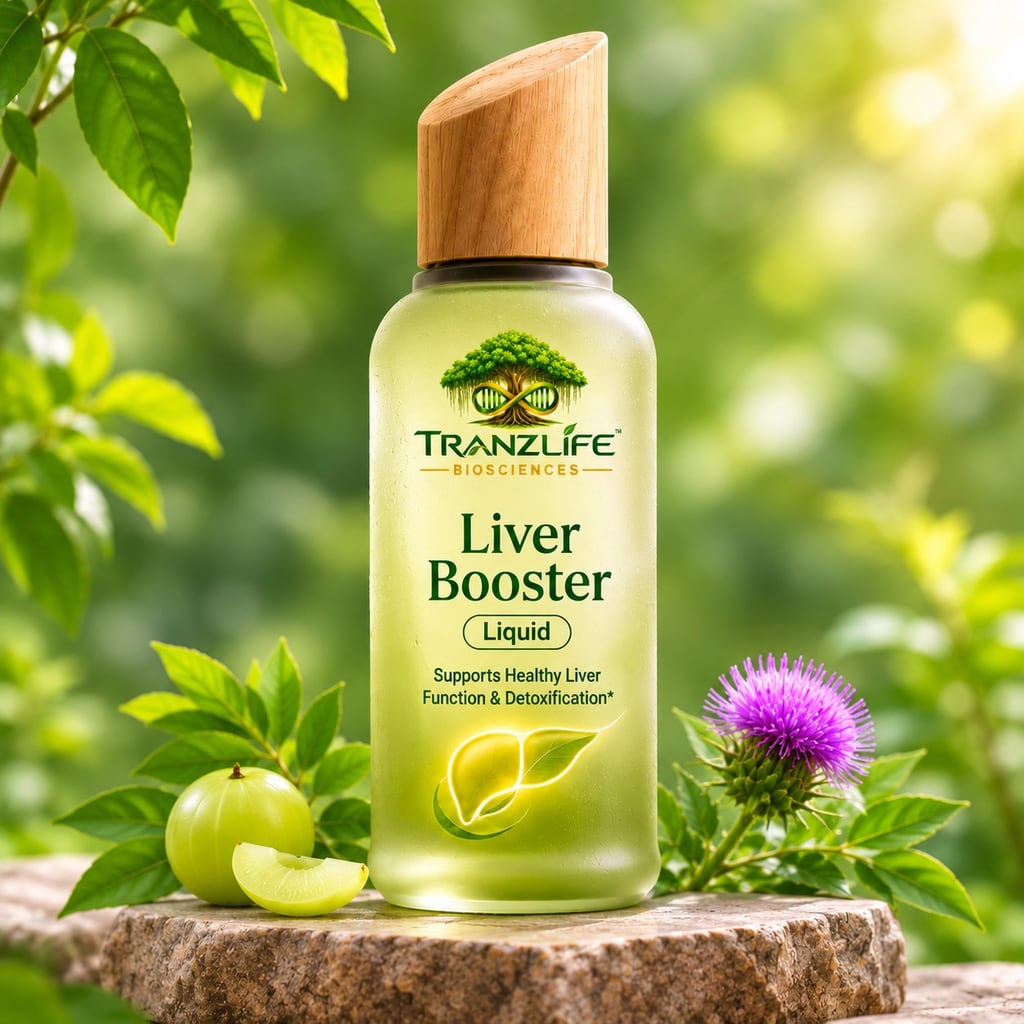 TRANZLIFE™
BIOSCIENCES
Liver
Booster
Liquid
Supports Healthy Liver
Function & Detoxification*